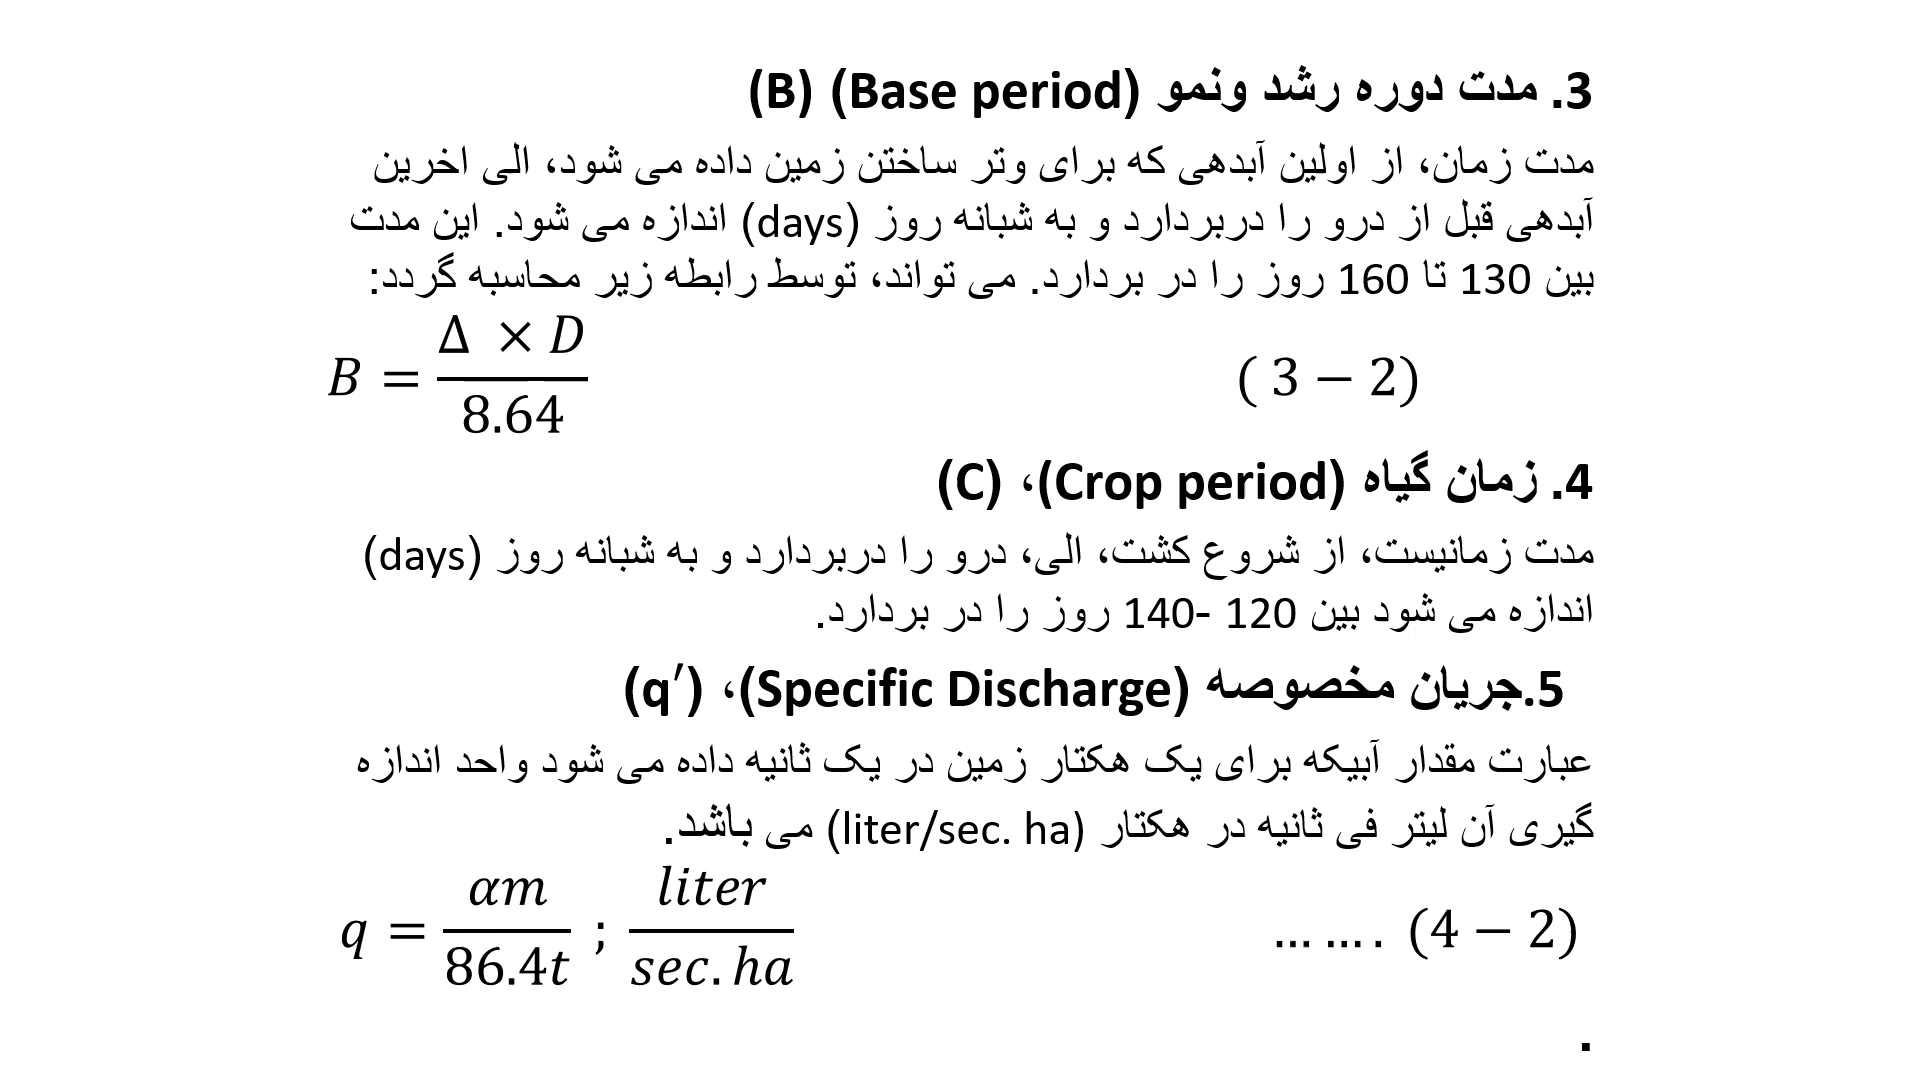 3. مدت دوره رشد ونمو (Base period) (B)
مدت زمان، از اولین آبدهی که برای وتر ساختن زمین داده می شود، الی اخرین
آبدهی قبل از درو را دربردارد و به شبانه روز (days) اندازه می شود. این مدت
بین 130 تا 160 روز را در بردارد. می تواند، توسط رابطه زیر محاسبه گردد:
B = (Δ × D)/8.64 ( 3 − 2)
4. زمان گیاه (Crop period)، (C)
مدت زمانیست، از شروع کشت، الی، درو را دربردارد و به شبانه روز (days)
اندازه می شود بین 120 -140 روز را در بردارد.
5.جریان مخصوصه (Specific Discharge)، (q′)
عبارت مقدار آبیکه برای یک هکتار زمین در یک ثانیه داده می شود واحد اندازه
گیری آن لیتر فی ثانیه در هکتار (liter/sec. ha) می باشد.
q = αm/86.4t ; liter/sec. ha … … . (4 − 2)
.